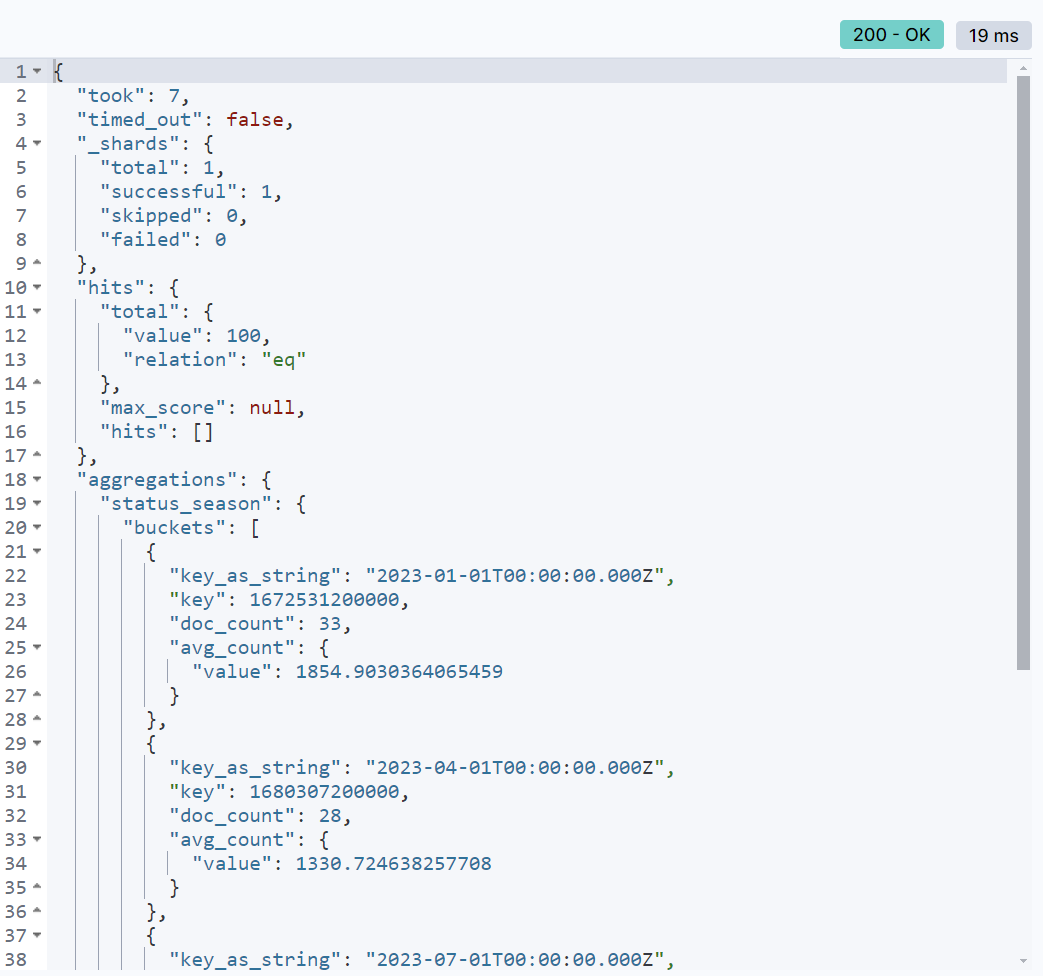 200 - OK 19 ms
1 {
2 "took": 7,
3 "timed_out": false,
4 "_shards": {
5 "total": 1,
6 "successful": 1,
7 "skipped": 0,
8 "failed": 0
9 },
10 "hits": {
11 "total": {
12 "value": 100,
13 "relation": "eq"
14 },
15 "max_score": null,
16 "hits": []
17 },
18 "aggregations": {
19 "status_season": {
20 "buckets": [
21 {
22 "key_as_string": "2023-01-01T00:00:00.000Z",
23 "key": 1672531200000,
24 "doc_count": 33,
25 "avg_count": {
26 "value": 1854.9030364065459
27 }
28 },
29 {
30 "key_as_string": "2023-04-01T00:00:00.000Z",
31 "key": 1680307200000,
32 "doc_count": 28,
33 "avg_count": {
34 "value": 1330.724638257708
35 }
36 },
37 {
38 "key_as_string": "2023-07-01T00:00:00.000Z",